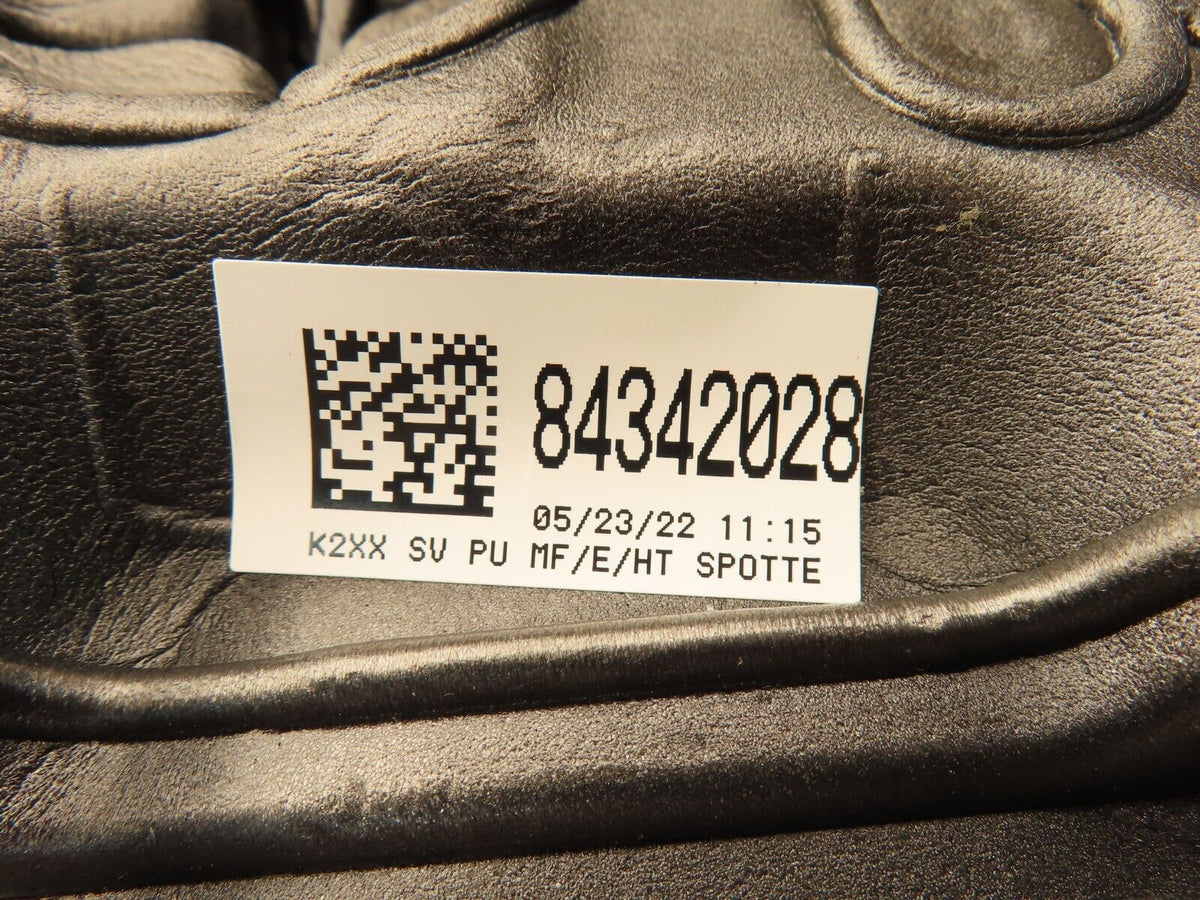 84342028
05/23/22 11:15
K2XX SV PU MF/E/HT SPOTTE